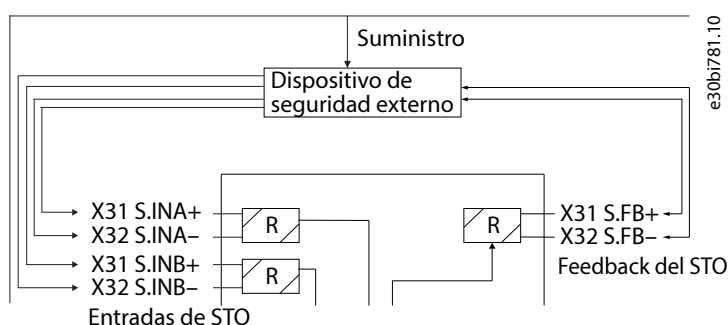 Suministro
Dispositivo de
seguridad externo
e30bi781.10
X31 S.INA+
R
X31 S.FB+
X32 S.INA–
R
X32 S.FB–
X31 S.INB+
R
Feedback del STO
X32 S.INB–
Entradas de STO